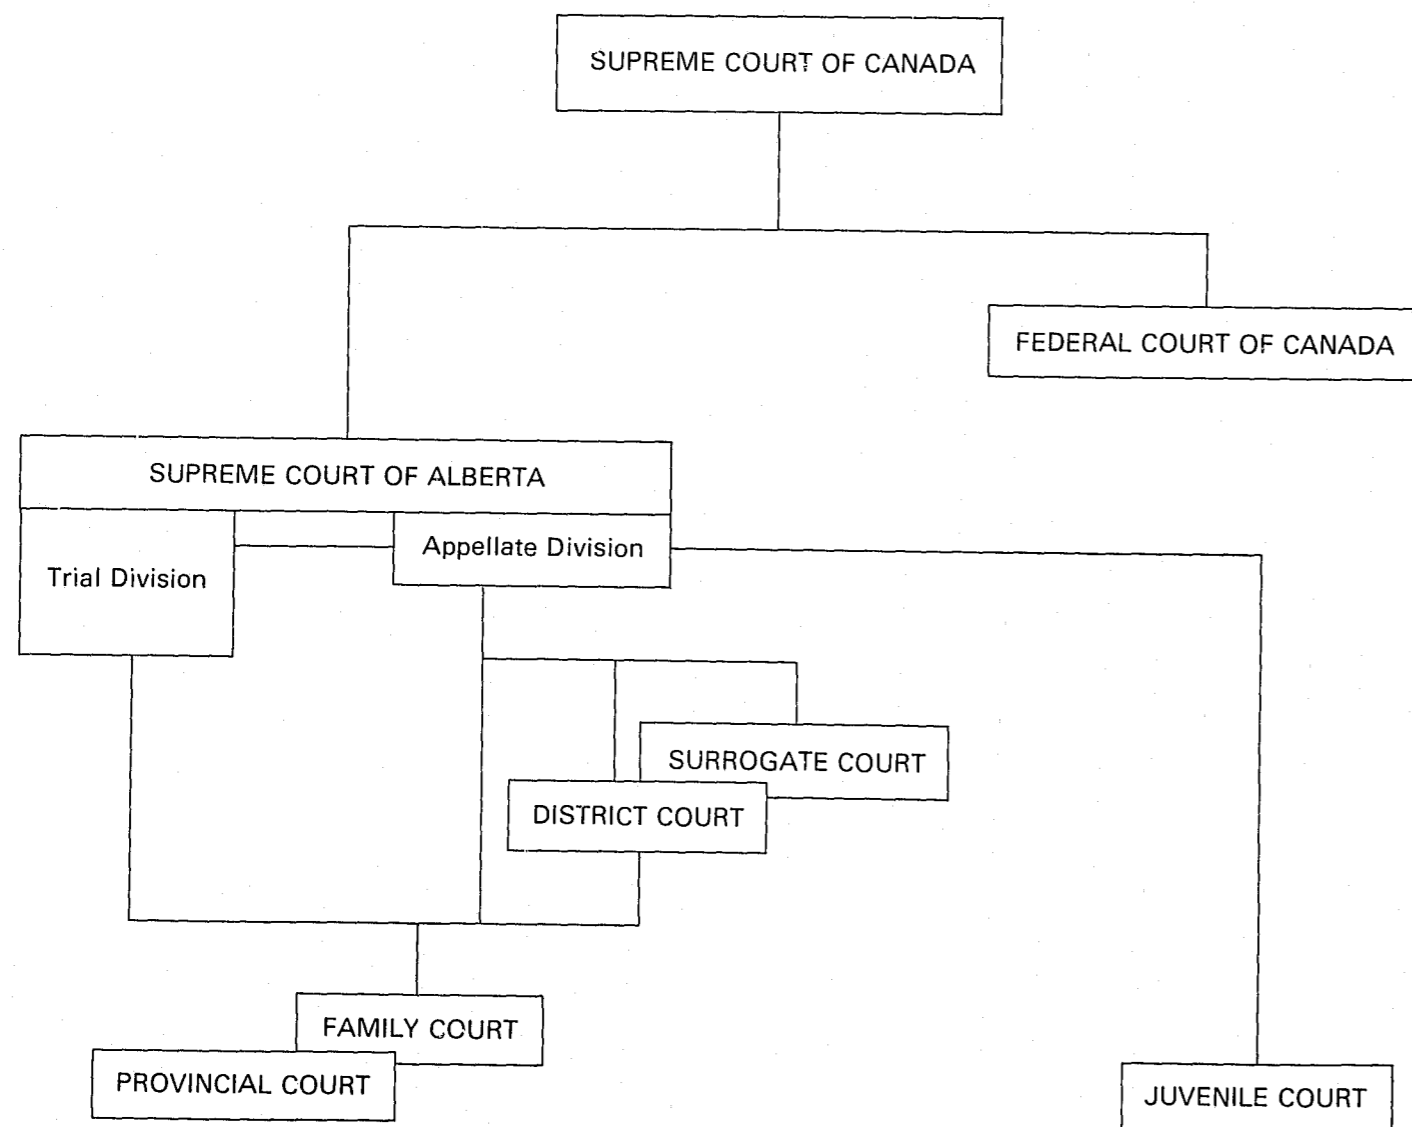 SUPREME COURT OF CANADA
FEDERAL COURT OF CANADA
SUPREME COURT OF ALBERTA
Appellate Division
Trial Division
SURROGATE COURT
DISTRICT COURT
FAMILY COURT
PROVINCIAL COURT
JUVENILE COURT